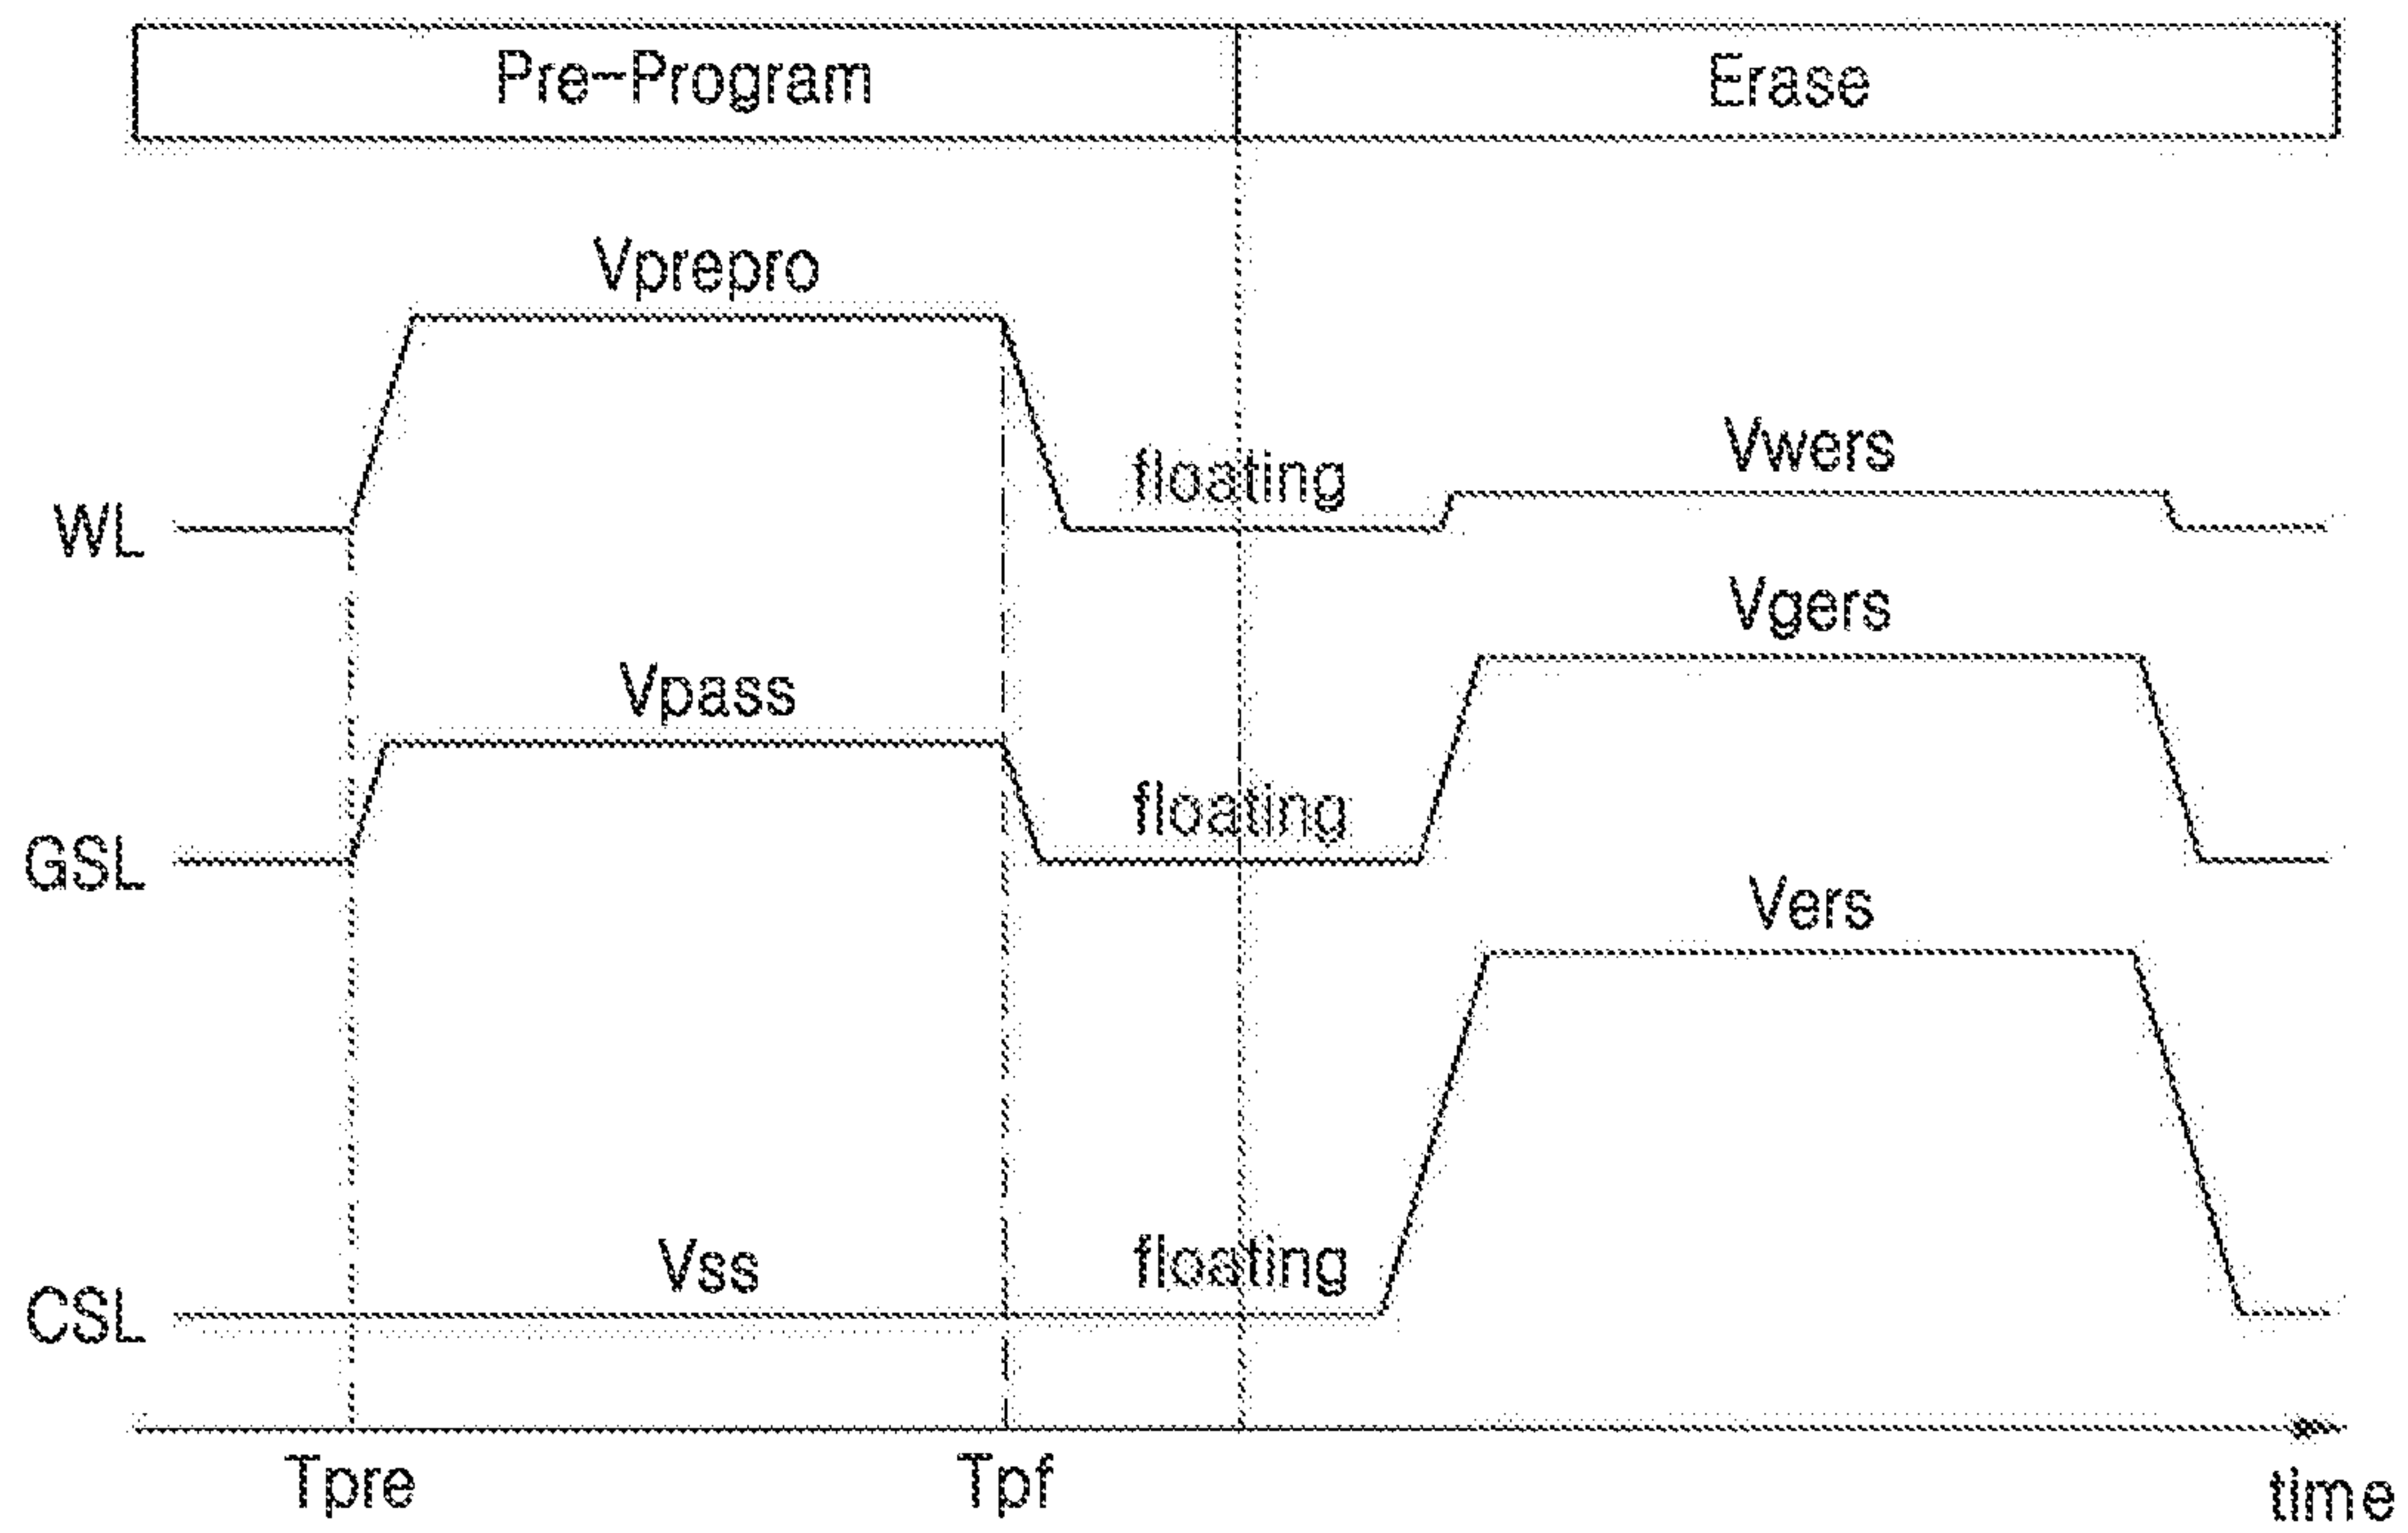 Pre-Program Erase
Vprepro
floating Vwers
WL
Vgers
Vpass
floating
GSL
Vers
Vss floating
CSL
Tpre Tpf time